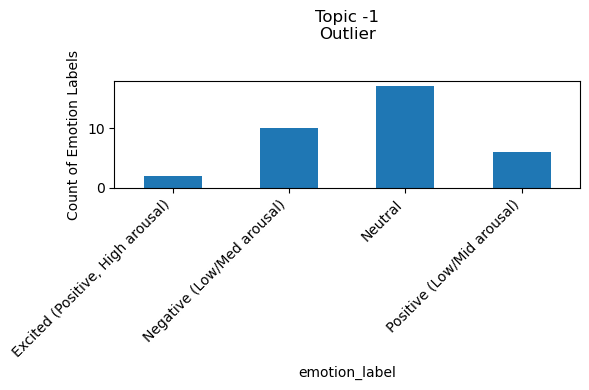 Topic -1
Outlier
Count of Emotion Labels
10
0
Excited (Positive, High arousal)
Negative (Low/Med arousal)
Neutral
Positive (Low/Mid arousal)
emotion_label